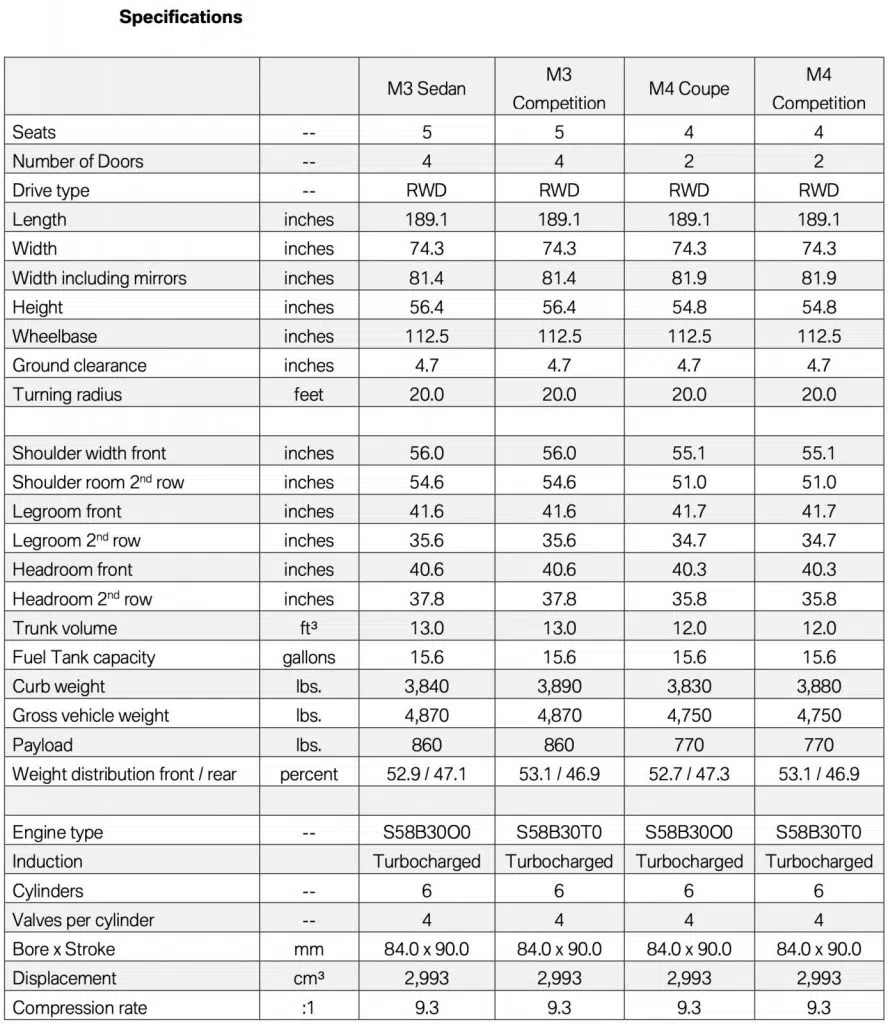 Specifications
M3 Sedan M3 Competition M4 Coupe M4 Competition
Seats -- 5 5 4 4
Number of Doors -- 4 4 2 2
Drive type -- RWD RWD RWD RWD
Length inches 189.1 189.1 189.1 189.1
Width inches 74.3 74.3 74.3 74.3
Width including mirrors inches 81.4 81.4 81.9 81.9
Height inches 56.4 56.4 54.8 54.8
Wheelbase inches 112.5 112.5 112.5 112.5
Ground clearance inches 4.7 4.7 4.7 4.7
Turning radius feet 20.0 20.0 20.0 20.0
Shoulder width front inches 56.0 56.0 55.1 55.1
Shoulder room 2nd row inches 54.6 54.6 51.0 51.0
Legroom front inches 41.6 41.6 41.7 41.7
Legroom 2nd row inches 35.6 35.6 34.7 34.7
Headroom front inches 40.6 40.6 40.3 40.3
Headroom 2nd row inches 37.8 37.8 35.8 35.8
Trunk volume ft³ 13.0 13.0 12.0 12.0
Fuel Tank capacity gallons 15.6 15.6 15.6 15.6
Curb weight lbs. 3,840 3,890 3,830 3,880
Gross vehicle weight lbs. 4,870 4,870 4,750 4,750
Payload lbs. 860 860 770 770
Weight distribution front / rear percent 52.9 / 47.1 53.1 / 46.9 52.7 / 47.3 53.1 / 46.9
Engine type -- S58B30O0 S58B30T0 S58B30O0 S58B30T0
Induction Turbocharged Turbocharged Turbocharged Turbocharged
Cylinders -- 6 6 6 6
Valves per cylinder -- 4 4 4 4
Bore x Stroke mm 84.0 x 90.0 84.0 x 90.0 84.0 x 90.0 84.0 x 90.0
Displacement cm³ 2,993 2,993 2,993 2,993
Compression rate :1 9.3 9.3 9.3 9.3